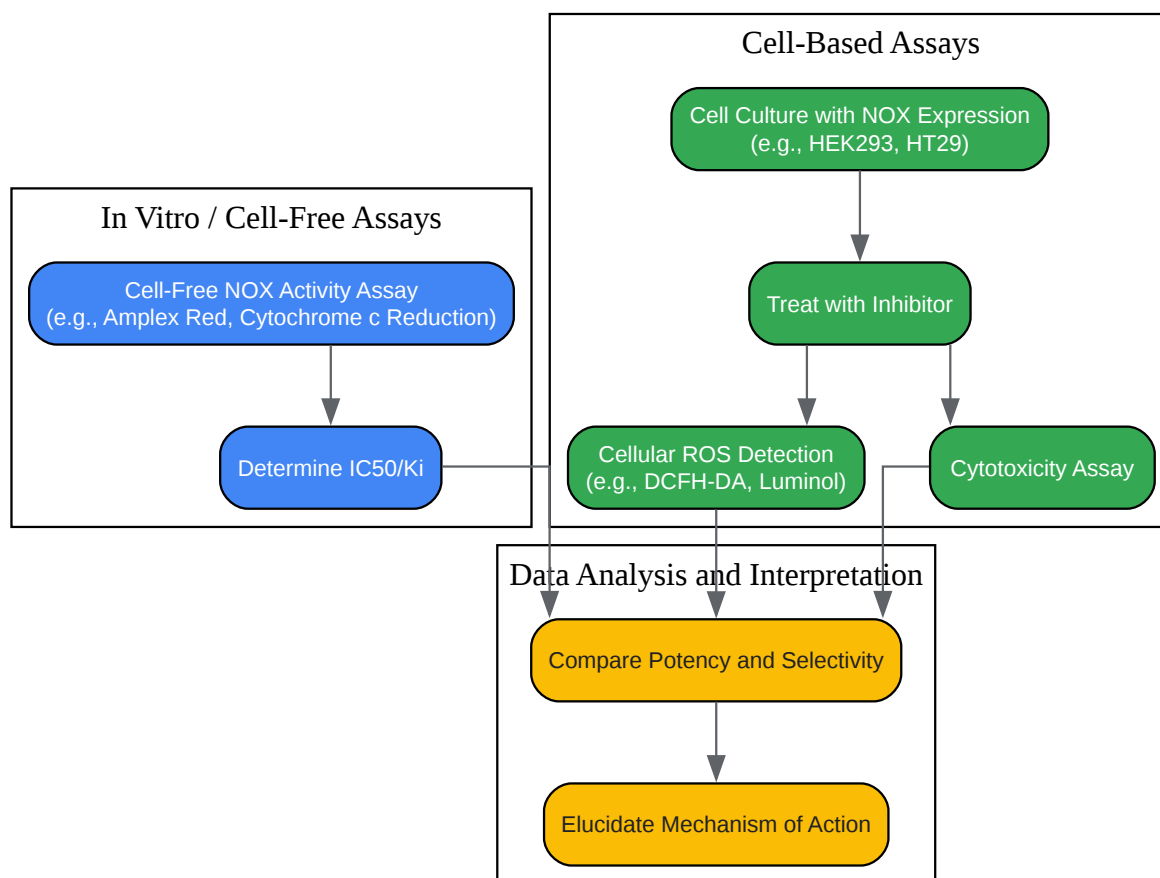 Cell-Based Assays
Cell Culture with NOX Expression
(e.g., HEK293, HT29)
In Vitro / Cell-Free Assays
Cell-Free NOX Activity Assay
(e.g., Amplex Red, Cytochrome c Reduction)
Treat with Inhibitor
Determine IC50/Ki
Cellular ROS Detection
(e.g., DCFH-DA, Luminol)
Cytotoxicity Assay
Data Analysis and Interpretation
Compare Potency and Selectivity
Elucidate Mechanism of Action